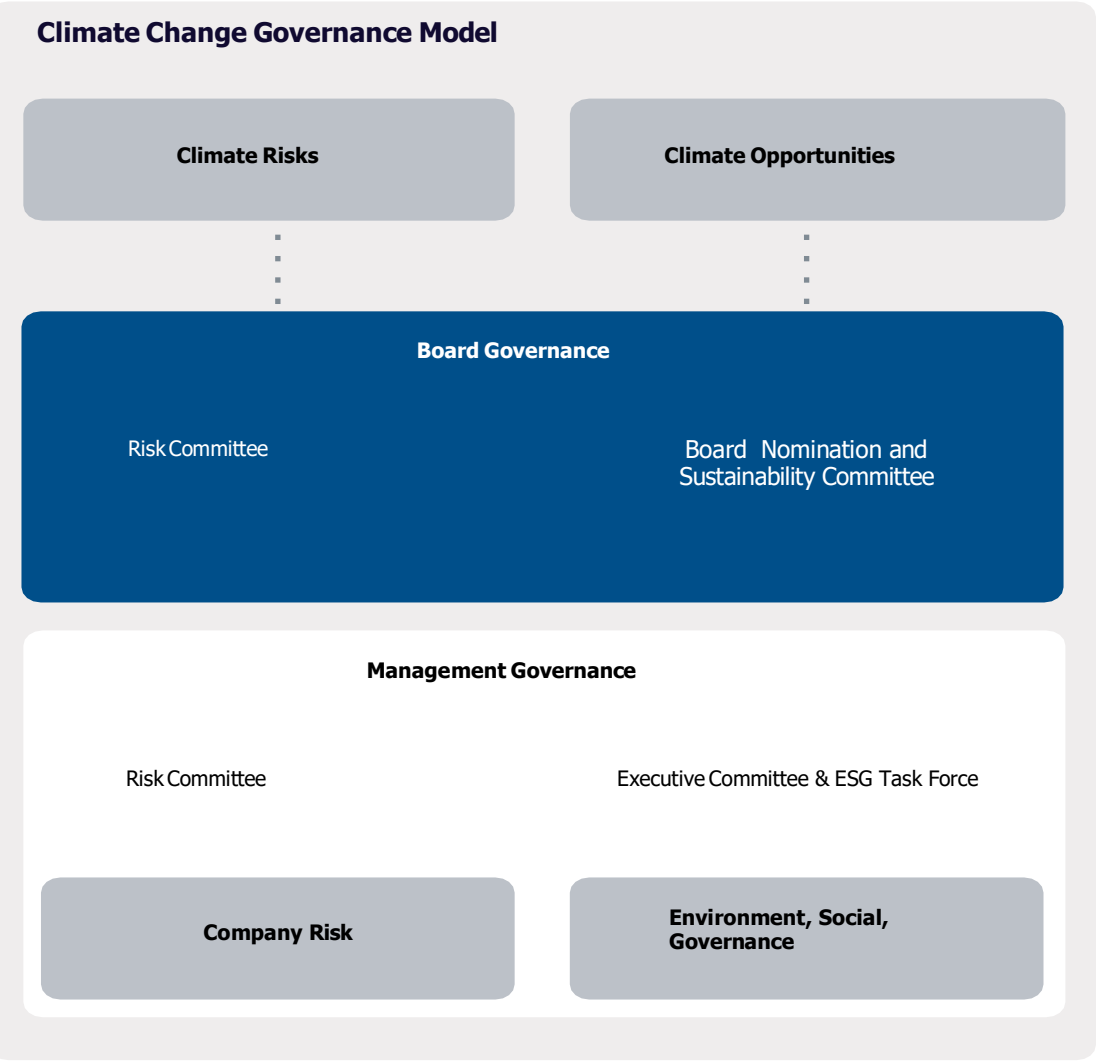 Climate Change Governance Model
Climate Risks
Climate Opportunities
Board Governance
Risk Committee
Board Nomination and
Sustainability Committee
Management Governance
Risk Committee
Executive Committee & ESG Task Force
Company Risk
Environment, Social,
Governance